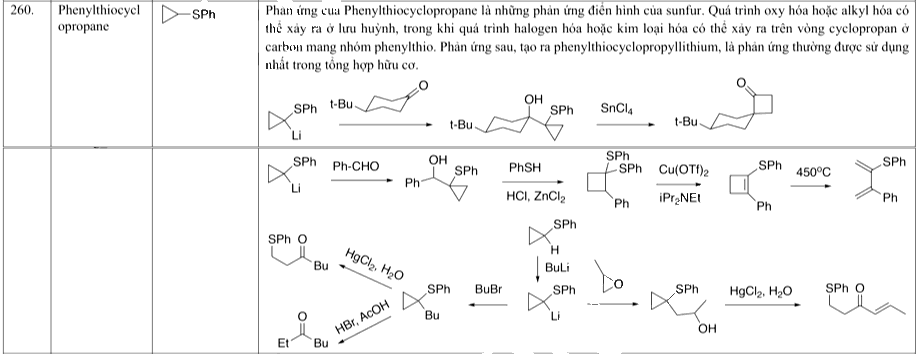 260.
Phenylthiocycl
opropane
SPh
Phản ứng của Phenylthiocyclopropane là những phản ứng điển hình của sunfur. Quá trình oxy hóa hoặc alkyl hóa có
thể xảy ra ở lưu huỳnh, trong khi quá trình halogen hóa hoặc kim loại hóa có thể xảy ra trên vòng cyclopropan ở
carbon mang nhóm phenylthio. Phản ứng sau, tạo ra phenylthiocyclopropyllithium, là phản ứng thường được sử dụng
nhất trong tổng hợp hữu cơ.
SPh
Li
t-Bu
O
t-Bu
OH
SPh
SnCl4
t-Bu
O
SPh
Li
Ph-CHO
OH
Ph
SPh
PhSH
HCl, ZnCl2
SPh
SPh
Ph
Cu(OTf)2
iPr2NEt
SPh
Ph
450ºC
SPh
Ph
SPh
H
BuLi
SPh O
Bu
HgCl2, H2O
SPh
Bu
BuBr
SPh
Li
O
SPh
OH
HgCl2, H2O
SPh O
HBr, AcOH
O
Et
Bu